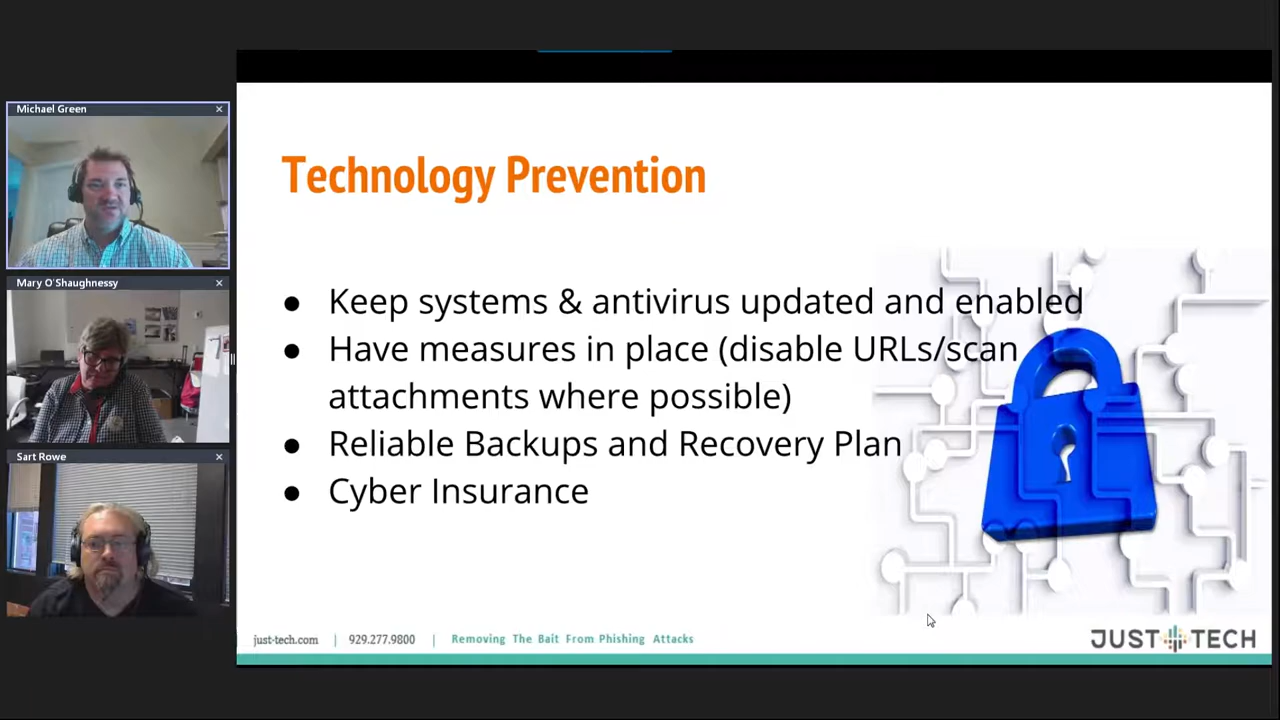 Michael Green
Mary O'Shaughnessy
Sart Rowe
Technology Prevention
● Keep systems & antivirus updated and enabled
● Have measures in place (disable URLs/scan
attachments where possible)
● Reliable Backups and Recovery Plan
● Cyber Insurance
just-tech.com | 929.277.9800 | Removing The Bait From Phishing Attacks
JUST TECH